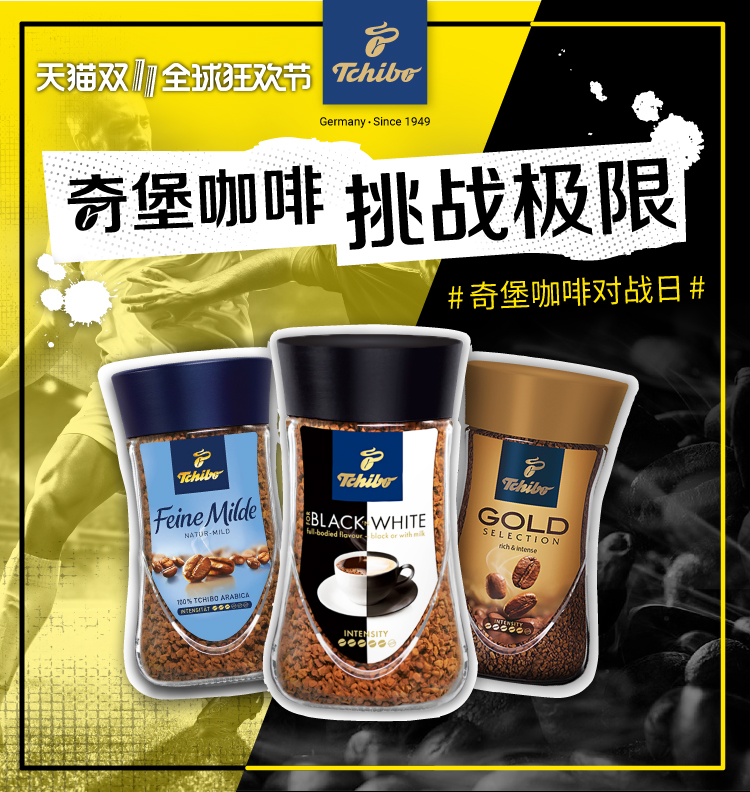 天猫双11全球狂欢节
Tchibo
Germany · Since 1949
奇堡咖啡 挑战极限
#奇堡咖啡对战日#
Tchibo
Feine Milde
NATUR-MILD
100% TCHIBO ARABICA
INTENSITÄT
Tchibo
FOR
BLACK 'N WHITE
full-bodied flavour – black or with milk
INTENSITY
Tchibo
GOLD
SELECTION
rich & intense
INTENSITY